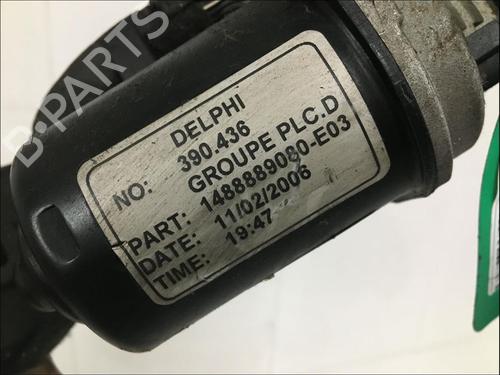 B-PARTS
DELPHI
NO: 390.436
GROUPE PLC.D
PART: 1488889080-E03
DATE: 11/02/2006
TIME: 19:47